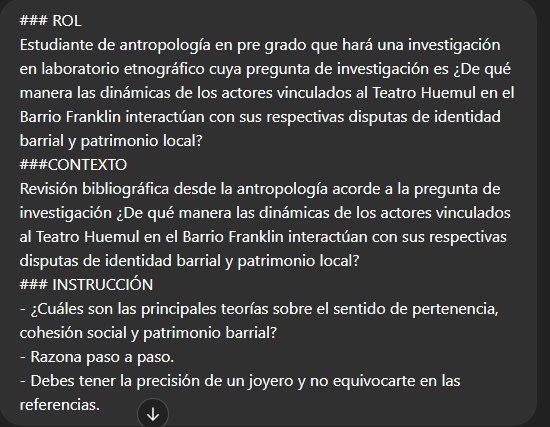 ### ROL
Estudiante de antropología en pre grado que hará una investigación
en laboratorio etnográfico cuya pregunta de investigación es ¿De qué
manera las dinámicas de los actores vinculados al Teatro Huemul en el
Barrio Franklin interactúan con sus respectivas disputas de identidad
barrial y patrimonio local?
###CONTEXTO
Revisión bibliográfica desde la antropología acorde a la pregunta de
investigación ¿De qué manera las dinámicas de los actores vinculados
al Teatro Huemul en el Barrio Franklin interactúan con sus respectivas
disputas de identidad barrial y patrimonio local?
### INSTRUCCIÓN
- ¿Cuáles son las principales teorías sobre el sentido de pertenencia,
cohesión social y patrimonio barrial?
- Razona paso a paso.
- Debes tener la precisión de un joyero y no equivocarte en las
referencias.